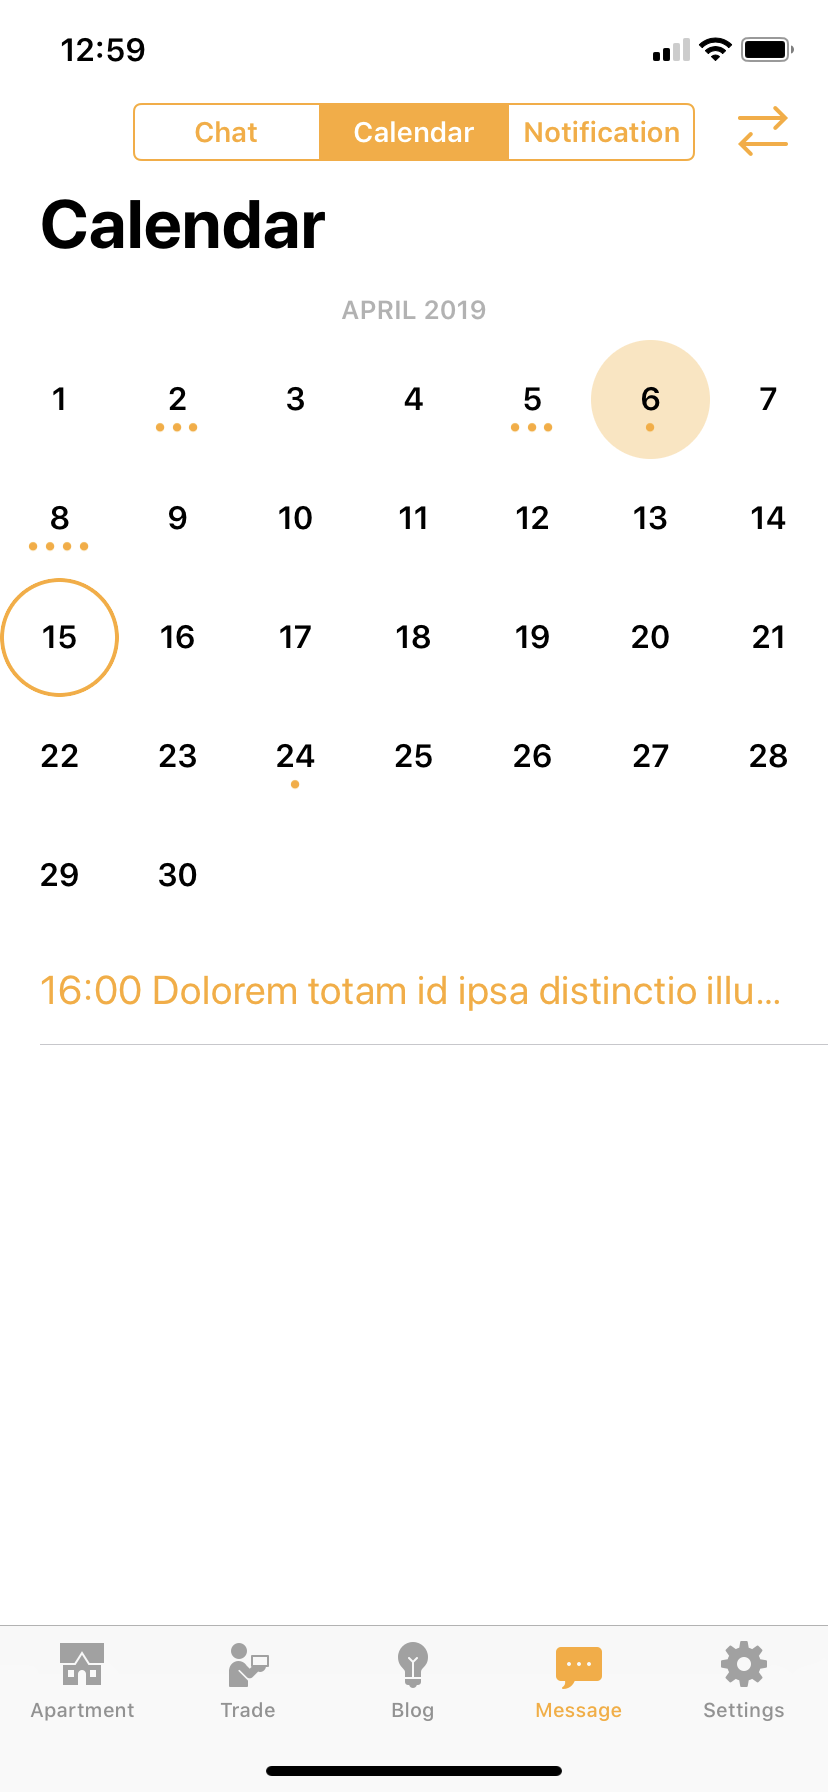 12:59
Chat Calendar Notification
Calendar
APRIL 2019
1 2 3 4 5 6 7
8 9 10 11 12 13 14
15 16 17 18 19 20 21
22 23 24 25 26 27 28
29 30
16:00 Dolorem totam id ipsa distinctio illu...
Apartment Trade Blog Message Settings